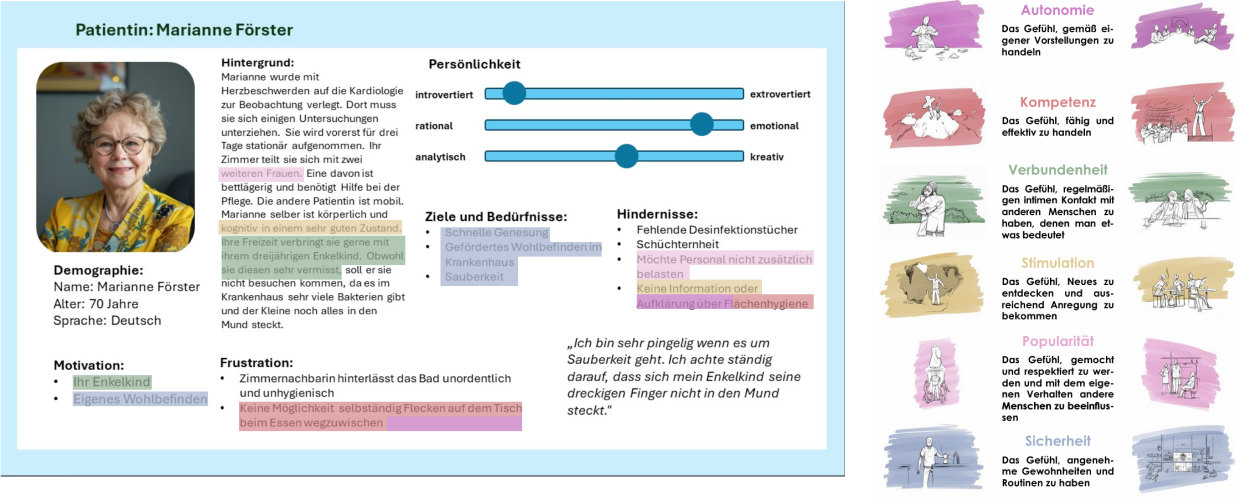 Patientin: Marianne Förster
Demographie:
Name: Marianne Förster
Alter: 70 Jahre
Sprache: Deutsch
Hintergrund:
Marianne wurde mit
Herzbeschwerden auf die Kardiologie
zur Beobachtung verlegt. Dort muss
sie sich einigen Untersuchungen
unterziehen. Sie wird vorerst für drei
Tage stationär aufgenommen. Ihr
Zimmer teilt sie sich mit zwei
weiteren Frauen. Eine davon ist
bettlägerig und benötigt Hilfe bei der
Pflege. Die andere Patientin ist mobil.
Marianne selber ist körperlich und
kognitiv in einem sehr guten Zustand.
Ihre Freizeit verbringt sie gerne mit
ihrem dreijährigen Enkelkind. Obwohl
sie diesen sehr vermisst, soll er sie
nicht besuchen kommen, da es im
Krankenhaus sehr viele Bakterien gibt
und der Kleine noch alles in den
Mund steckt.
Persönlichkeit
introvertiert extrovertiert
rational emotional
analytisch kreativ
Ziele und Bedürfnisse:
• Schnelle Genesung
• Gefördertes Wohlbefinden im
Krankenhaus
• Sauberkeit
Hindernisse:
• Fehlende Desinfektionstücher
• Schüchternheit
• Möchte Personal nicht zusätzlich
belasten
• Keine Information oder
Aufklärung über Flächenhygiene
Motivation:
• Ihr Enkelkind
• Eigenes Wohlbefinden
Frustration:
• Zimmernachbarin hinterlässt das Bad unordentlich
und unhygienisch
• Keine Möglichkeit selbständig Flecken auf dem Tisch
beim Essen wegzuwischen
„Ich bin sehr pingelig wenn es um
Sauberkeit geht. Ich achte ständig
darauf, dass sich mein Enkelkind seine
dreckigen Finger nicht in den Mund
steckt."
Autonomie
Das Gefühl, gemäß ei-
gener Vorstellungen zu
handeln
Kompetenz
Das Gefühl, fähig und
effektiv zu handeln
Verbundenheit
Das Gefühl, regelmäßi-
gen intimen Kontakt mit
anderen Menschen zu
haben, denen man et-
was bedeutet
Stimulation
Das Gefühl, Neues zu
entdecken und aus-
reichend Anregung zu
bekommen
Popularität
Das Gefühl, gemocht
und respektiert zu wer-
den und mit dem eige-
nen Verhalten andere
Menschen zu beeinflus-
sen
Sicherheit
Das Gefühl, angeneh-
me Gewohnheiten und
Routinen zu haben